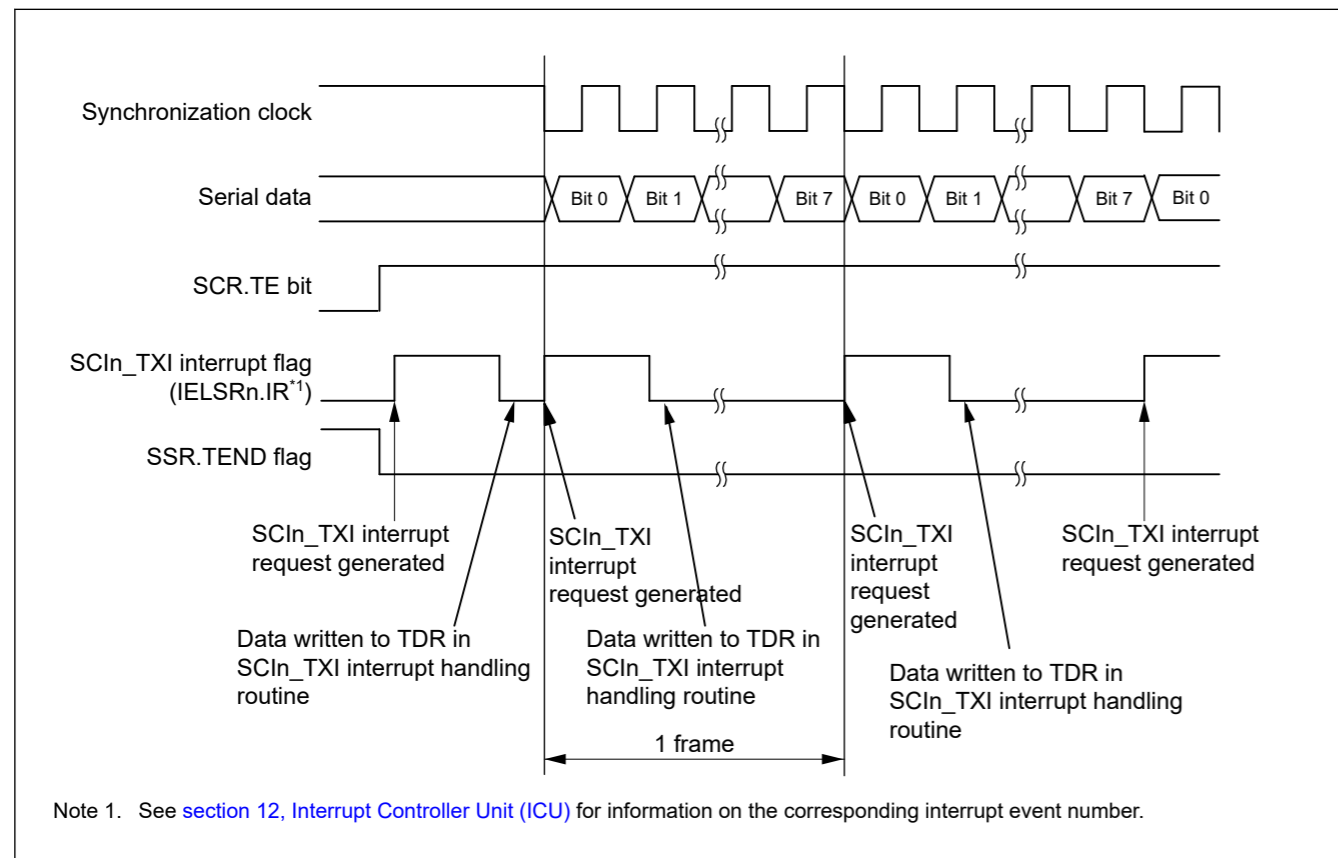 Synchronization clock
Serial data
Bit 0 Bit 1 Bit 7 Bit 0 Bit 1 Bit 7 Bit 0
SCR.TE bit
SCIn_TXI interrupt flag
(IELSRn.IR*1)
SSR.TEND flag
SCIn_TXI interrupt
request generated
SCIn_TXI
interrupt
request generated
SCIn_TXI
interrupt
request
generated
SCIn_TXI interrupt
request generated
Data written to TDR in
SCIn_TXI interrupt handling
routine
Data written to TDR in
SCIn_TXI interrupt
handling routine
Data written to TDR in
SCIn_TXI interrupt handling
routine
1 frame
Note 1. See section 12, Interrupt Controller Unit (ICU) for information on the corresponding interrupt event number.